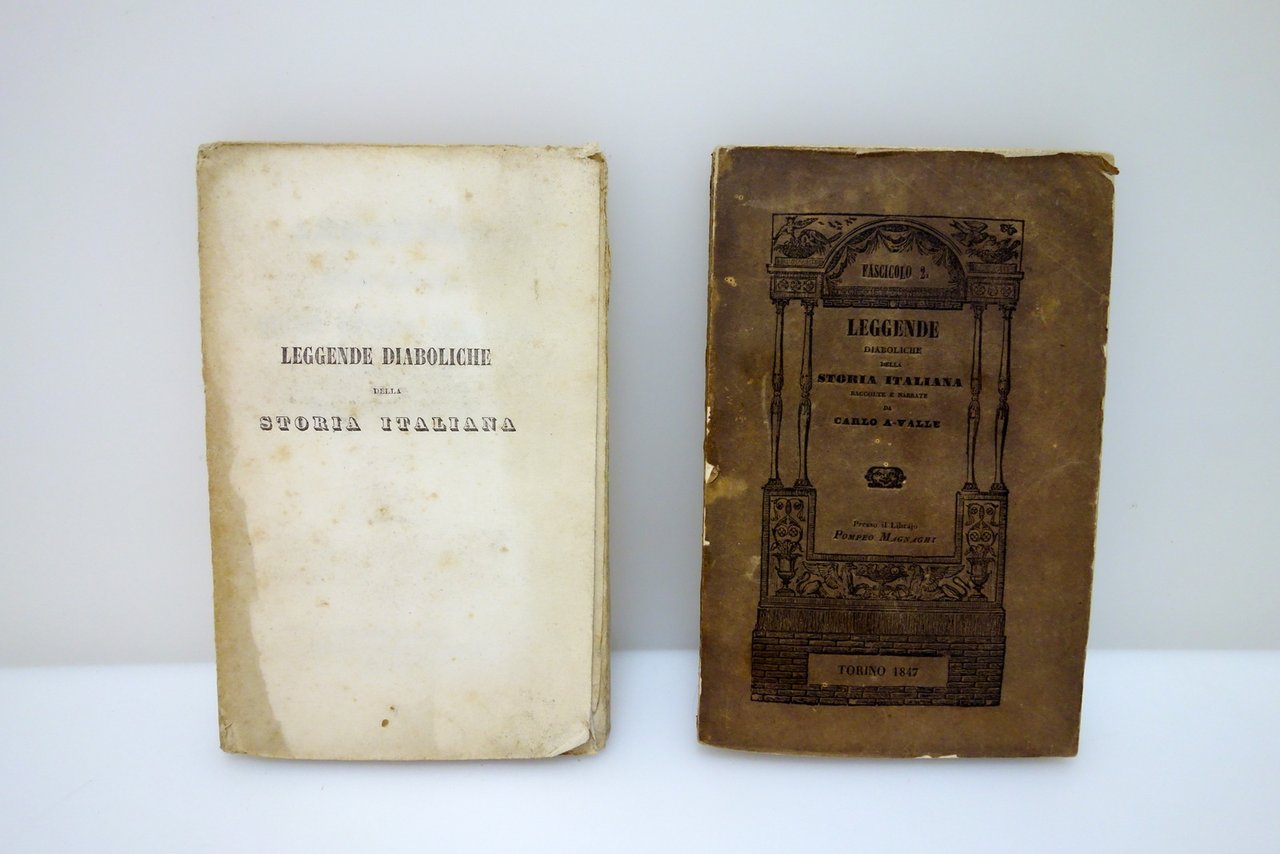 LEGGENDE DIABOLICHE
DELLA
STORIA ITALIANA
FASCICOLO 2.
LEGGENDE
DIABOLICHE
DELLA
STORIA ITALIANA
RACCOLTE E NARRATE
DA
CARLO A-VALLE
Presso il Librajo
POMPEO MAGNAGHI
TORINO 1847